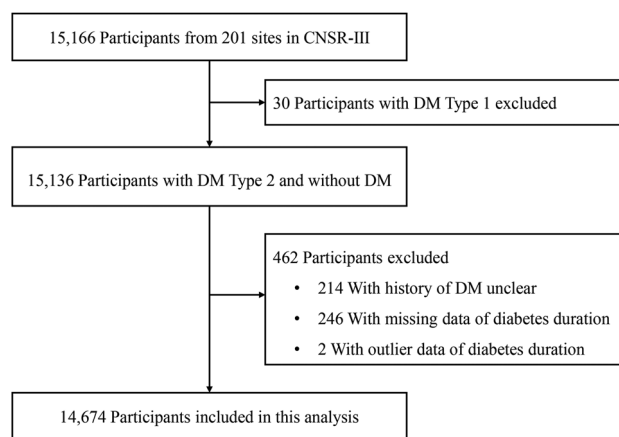 15,166 Participants from 201 sites in CNSR-III
30 Participants with DM Type 1 excluded
15,136 Participants with DM Type 2 and without DM
462 Participants excluded
• 214 With history of DM unclear
• 246 With missing data of diabetes duration
• 2 With outlier data of diabetes duration
14,674 Participants included in this analysis